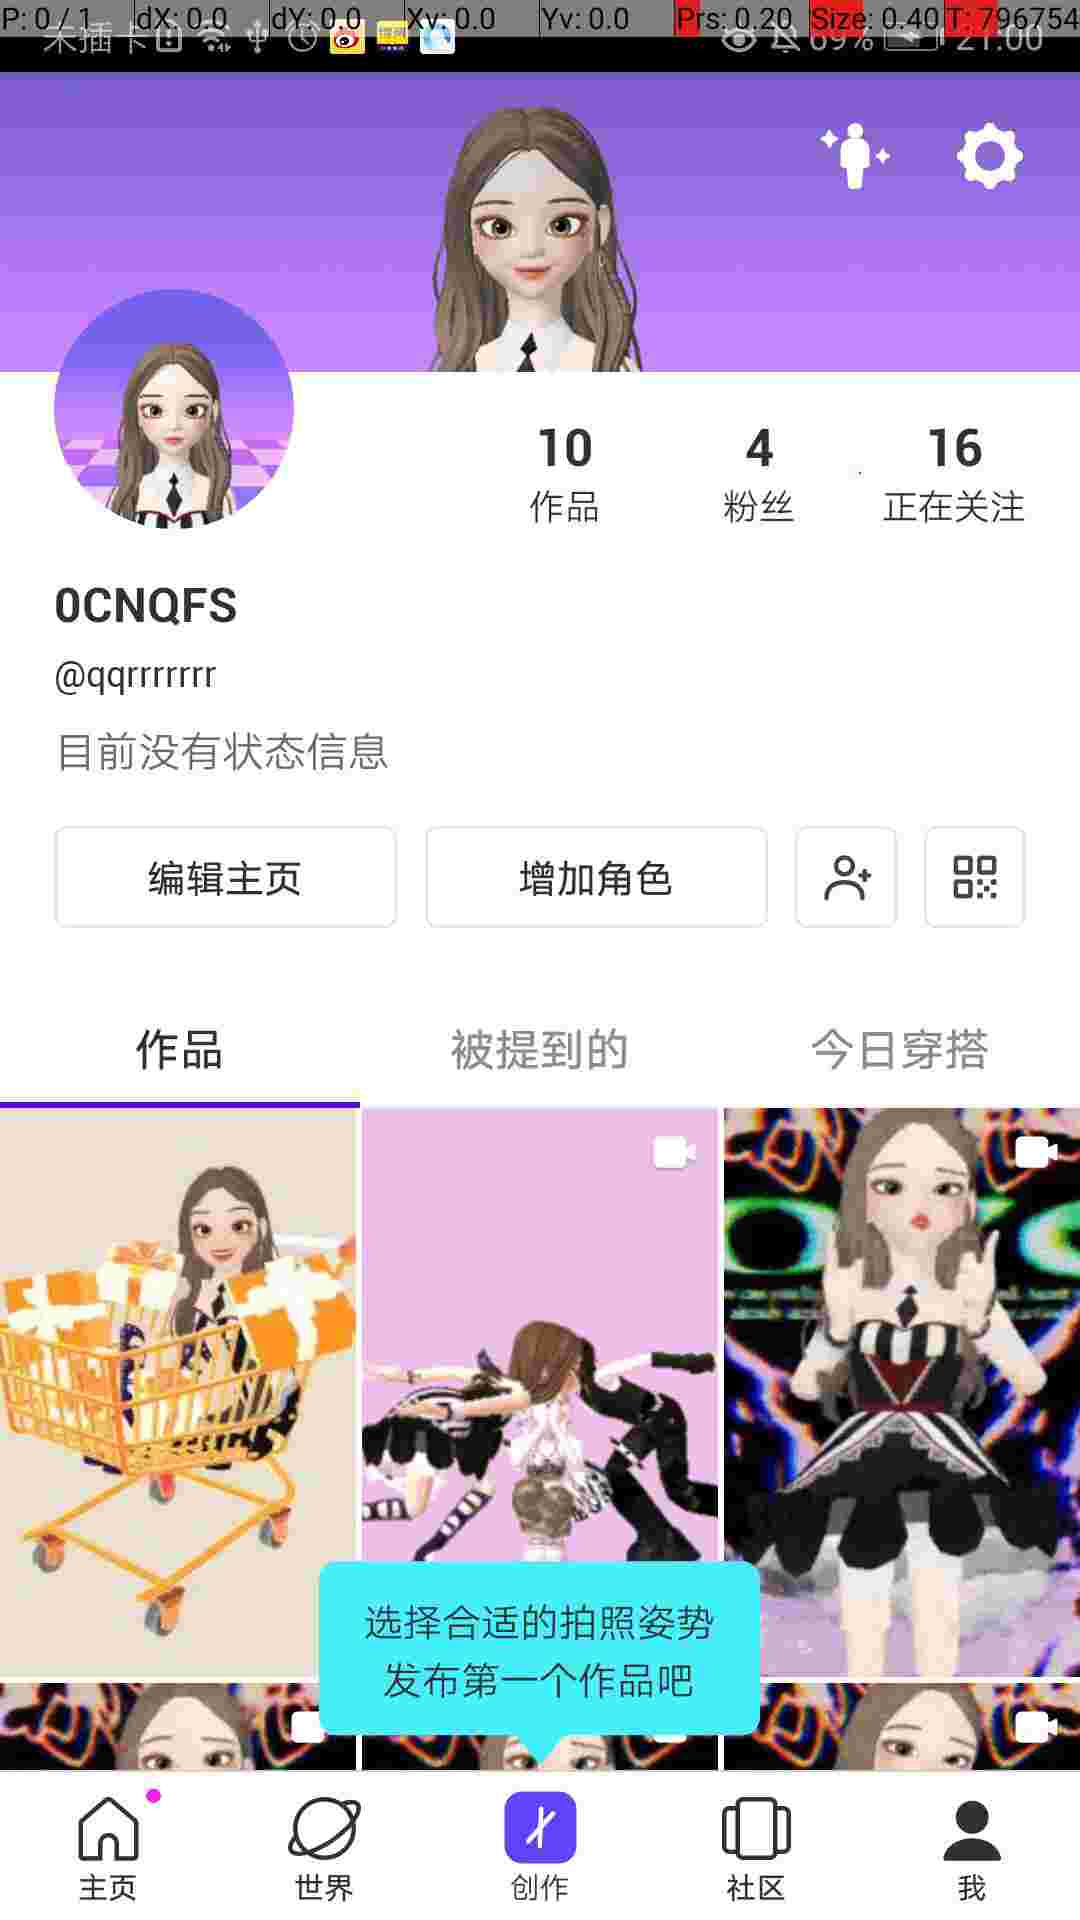 P: 0 / 1 dX: 0.0 dY: 0.0 Xv: 0.0 Yv: 0.0 Prs: 0.20 Size: 0.40 T: 796754
未插卡 69% 21:00
10 4 16
作品 粉丝 正在关注
0CNQFS
@qqrrrrrrr
目前没有状态信息
编辑主页 增加角色
作品 被提到的 今日穿搭
选择合适的拍照姿势
发布第一个作品吧
主页 世界 创作 社区 我